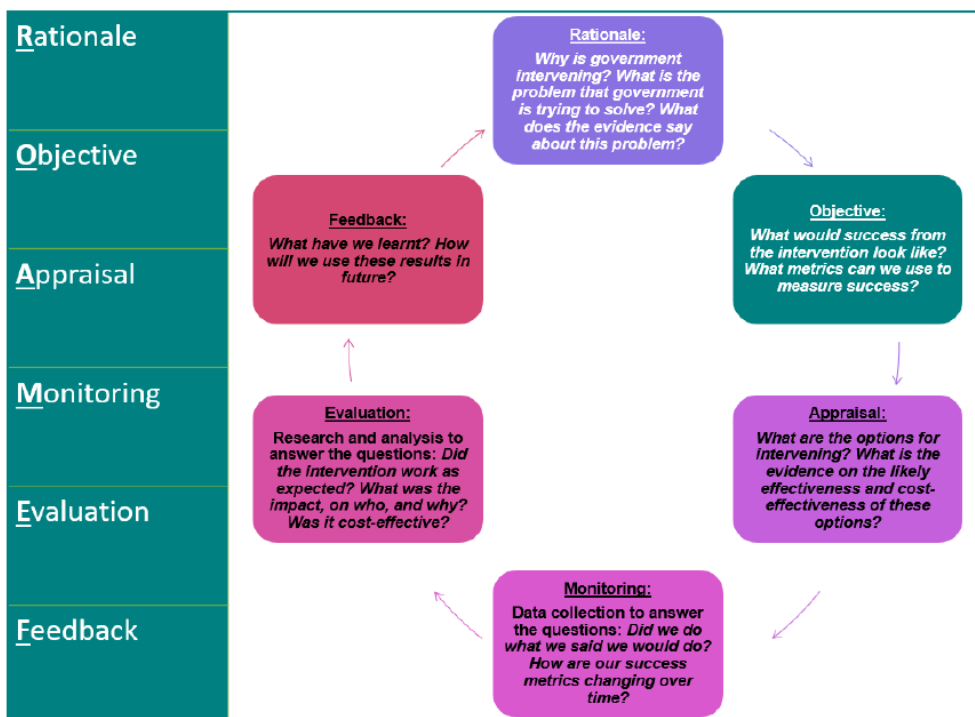 Rationale
Objective
Appraisal
Monitoring
Evaluation
Feedback
Rationale:
Why is government
intervening? What is the
problem that government
is trying to solve? What
does the evidence say
about this problem?
Objective:
What would success from
the intervention look like?
What metrics can we use to
measure success?
Appraisal:
What are the options for
intervening? What is the
evidence on the likely
effectiveness and cost-
effectiveness of these
options?
Monitoring:
Data collection to answer
the questions: Did we do
what we said we would do?
How are our success
metrics changing over
time?
Evaluation:
Research and analysis to
answer the questions: Did
the intervention work as
expected? What was the
impact, on who, and why?
Was it cost-effective?
Feedback:
What have we learnt? How
will we use these results in
future?